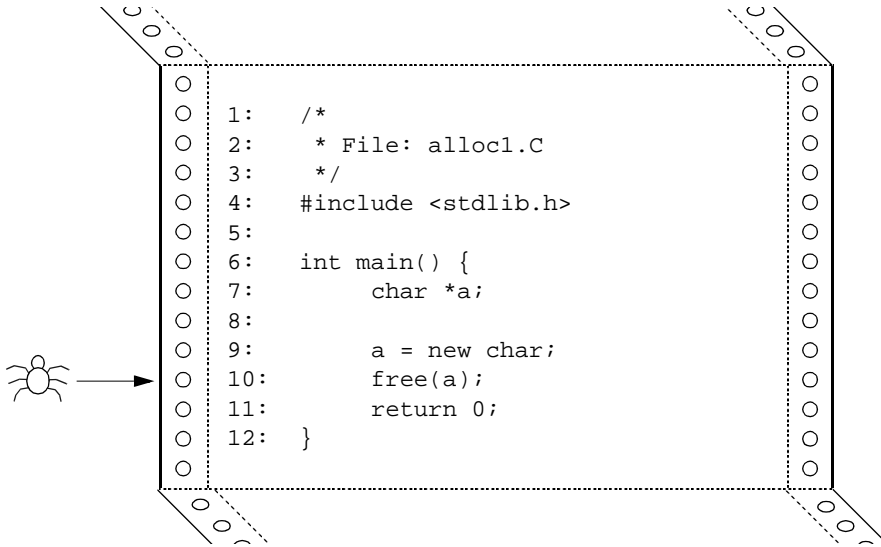 1: /*
2: * File: alloc1.C
3: */
4: #include <stdlib.h>
5:
6: int main() {
7: char *a;
8:
9: a = new char;
10: free(a);
11: return 0;
12: }